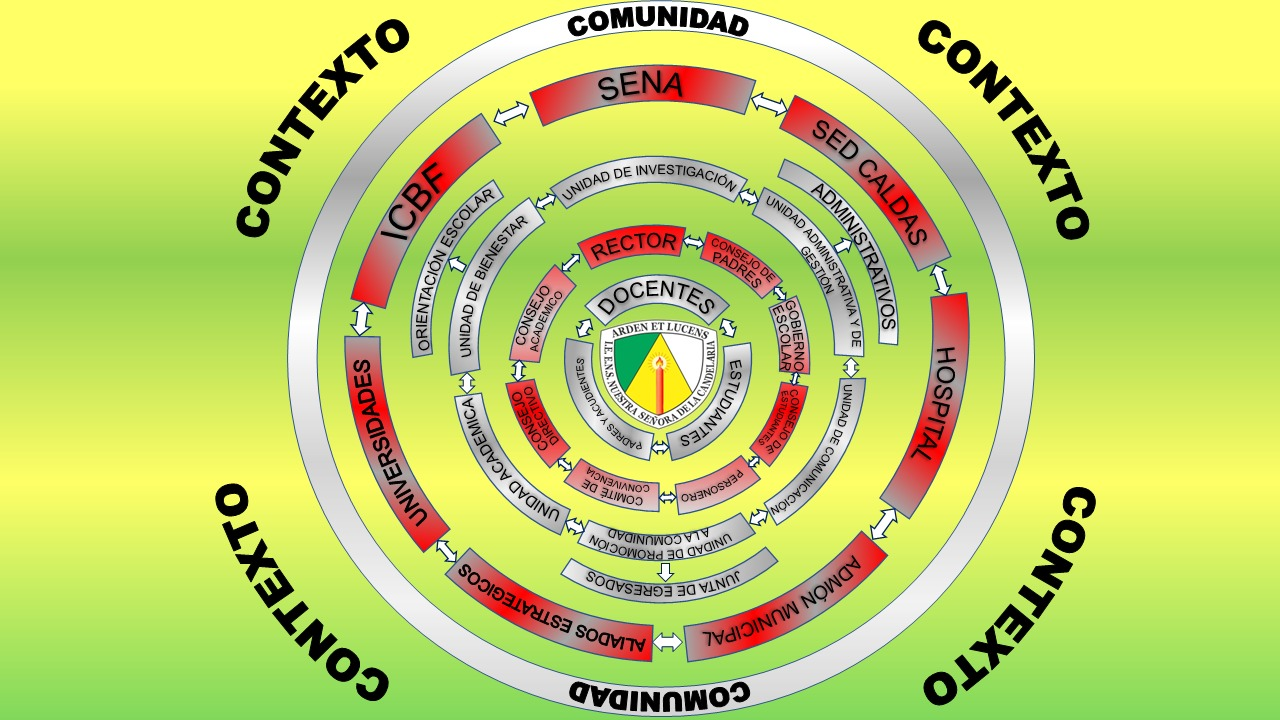 CONTEXTO
CONTEXTO
CONTEXTO
CONTEXTO
COMUNIDAD
COMUNIDAD
SENA
SED CALDAS
HOSPITAL
ADMÓN MUNICIPAL
ALIADOS ESTRATEGICOS
UNIVERSIDADES
ICBF
UNIDAD DE INVESTIGACIÓN
UNIDAD ADMINISTRATIVA Y DE
GESTIÓN
ADMINISTRATIVOS
UNIDAD DE COMUNICACIÓN
UNIDAD DE PROMOCIÓN
A LA COMUNIDAD
JUNTA DE EGRESADOS
UNIDAD ACADEMICA
UNIDAD DE BIENESTAR
ORIENTACIÓN ESCOLAR
RECTOR
CONSEJO DE
PADRES
GOBIERNO
ESCOLAR
CONSEJO DE
ESTUDIANTES
PERSONERO
COMITÉ DE
CONVIVENCIA
CONSEJO
DIRECTIVO
CONSEJO
ACADEMICO
DOCENTES
ESTUDIANTES
PADRES Y ACUDIENTES
ARDEN ET LUCENS
I.E.E.N.S. NUESTRA SEÑORA DE LA CANDELARIA